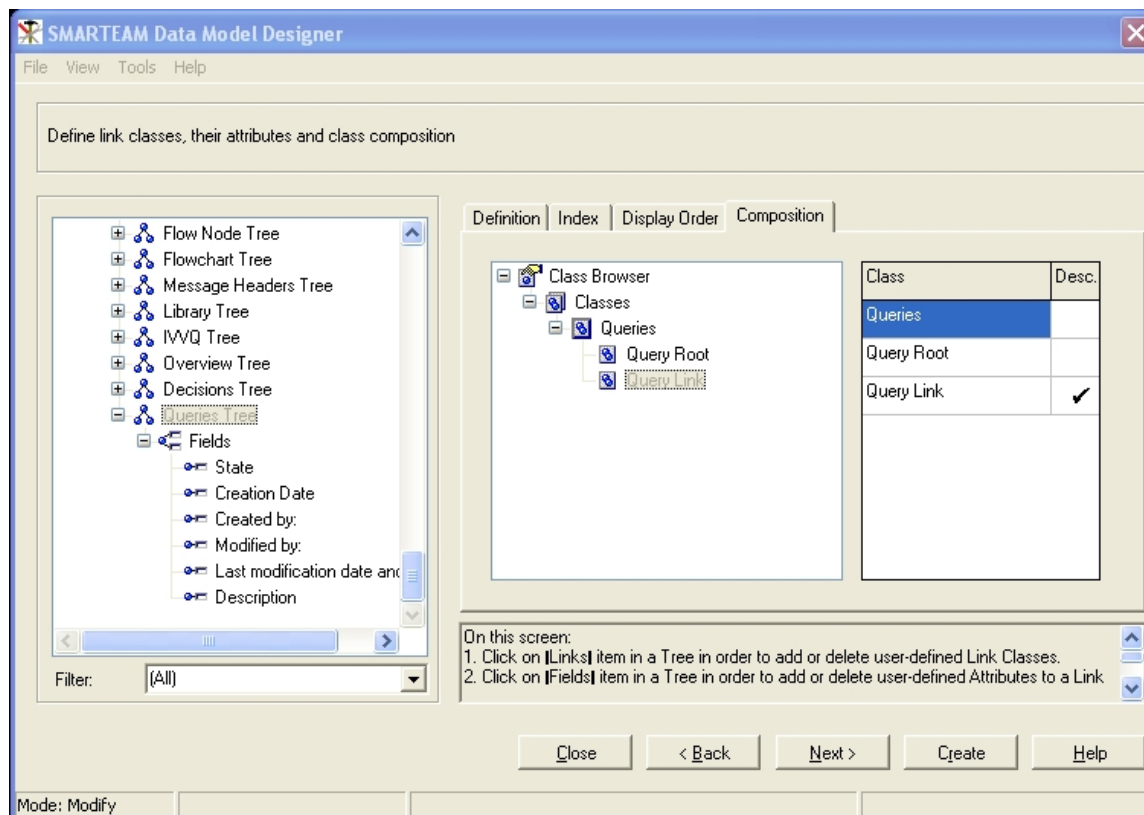 SMARTEAM Data Model Designer
File View Tools Help
Define link classes, their attributes and class composition
Flow Node Tree
Flowchart Tree
Message Headers Tree
Library Tree
IVVQ Tree
Overview Tree
Decisions Tree
Queries Tree
Fields
State
Creation Date
Created by:
Modified by:
Last modification date and
Description
Filter: (All)
Definition Index Display Order Composition
Class Browser
Classes
Queries
Query Root
Query Link
Class Desc.
Queries
Query Root
Query Link ✓
On this screen:
1. Click on |Links| item in a Tree in order to add or delete user-defined Link Classes.
2. Click on |Fields| item in a Tree in order to add or delete user-defined Attributes to a Link
Close < Back Next > Create Help
Mode: Modify